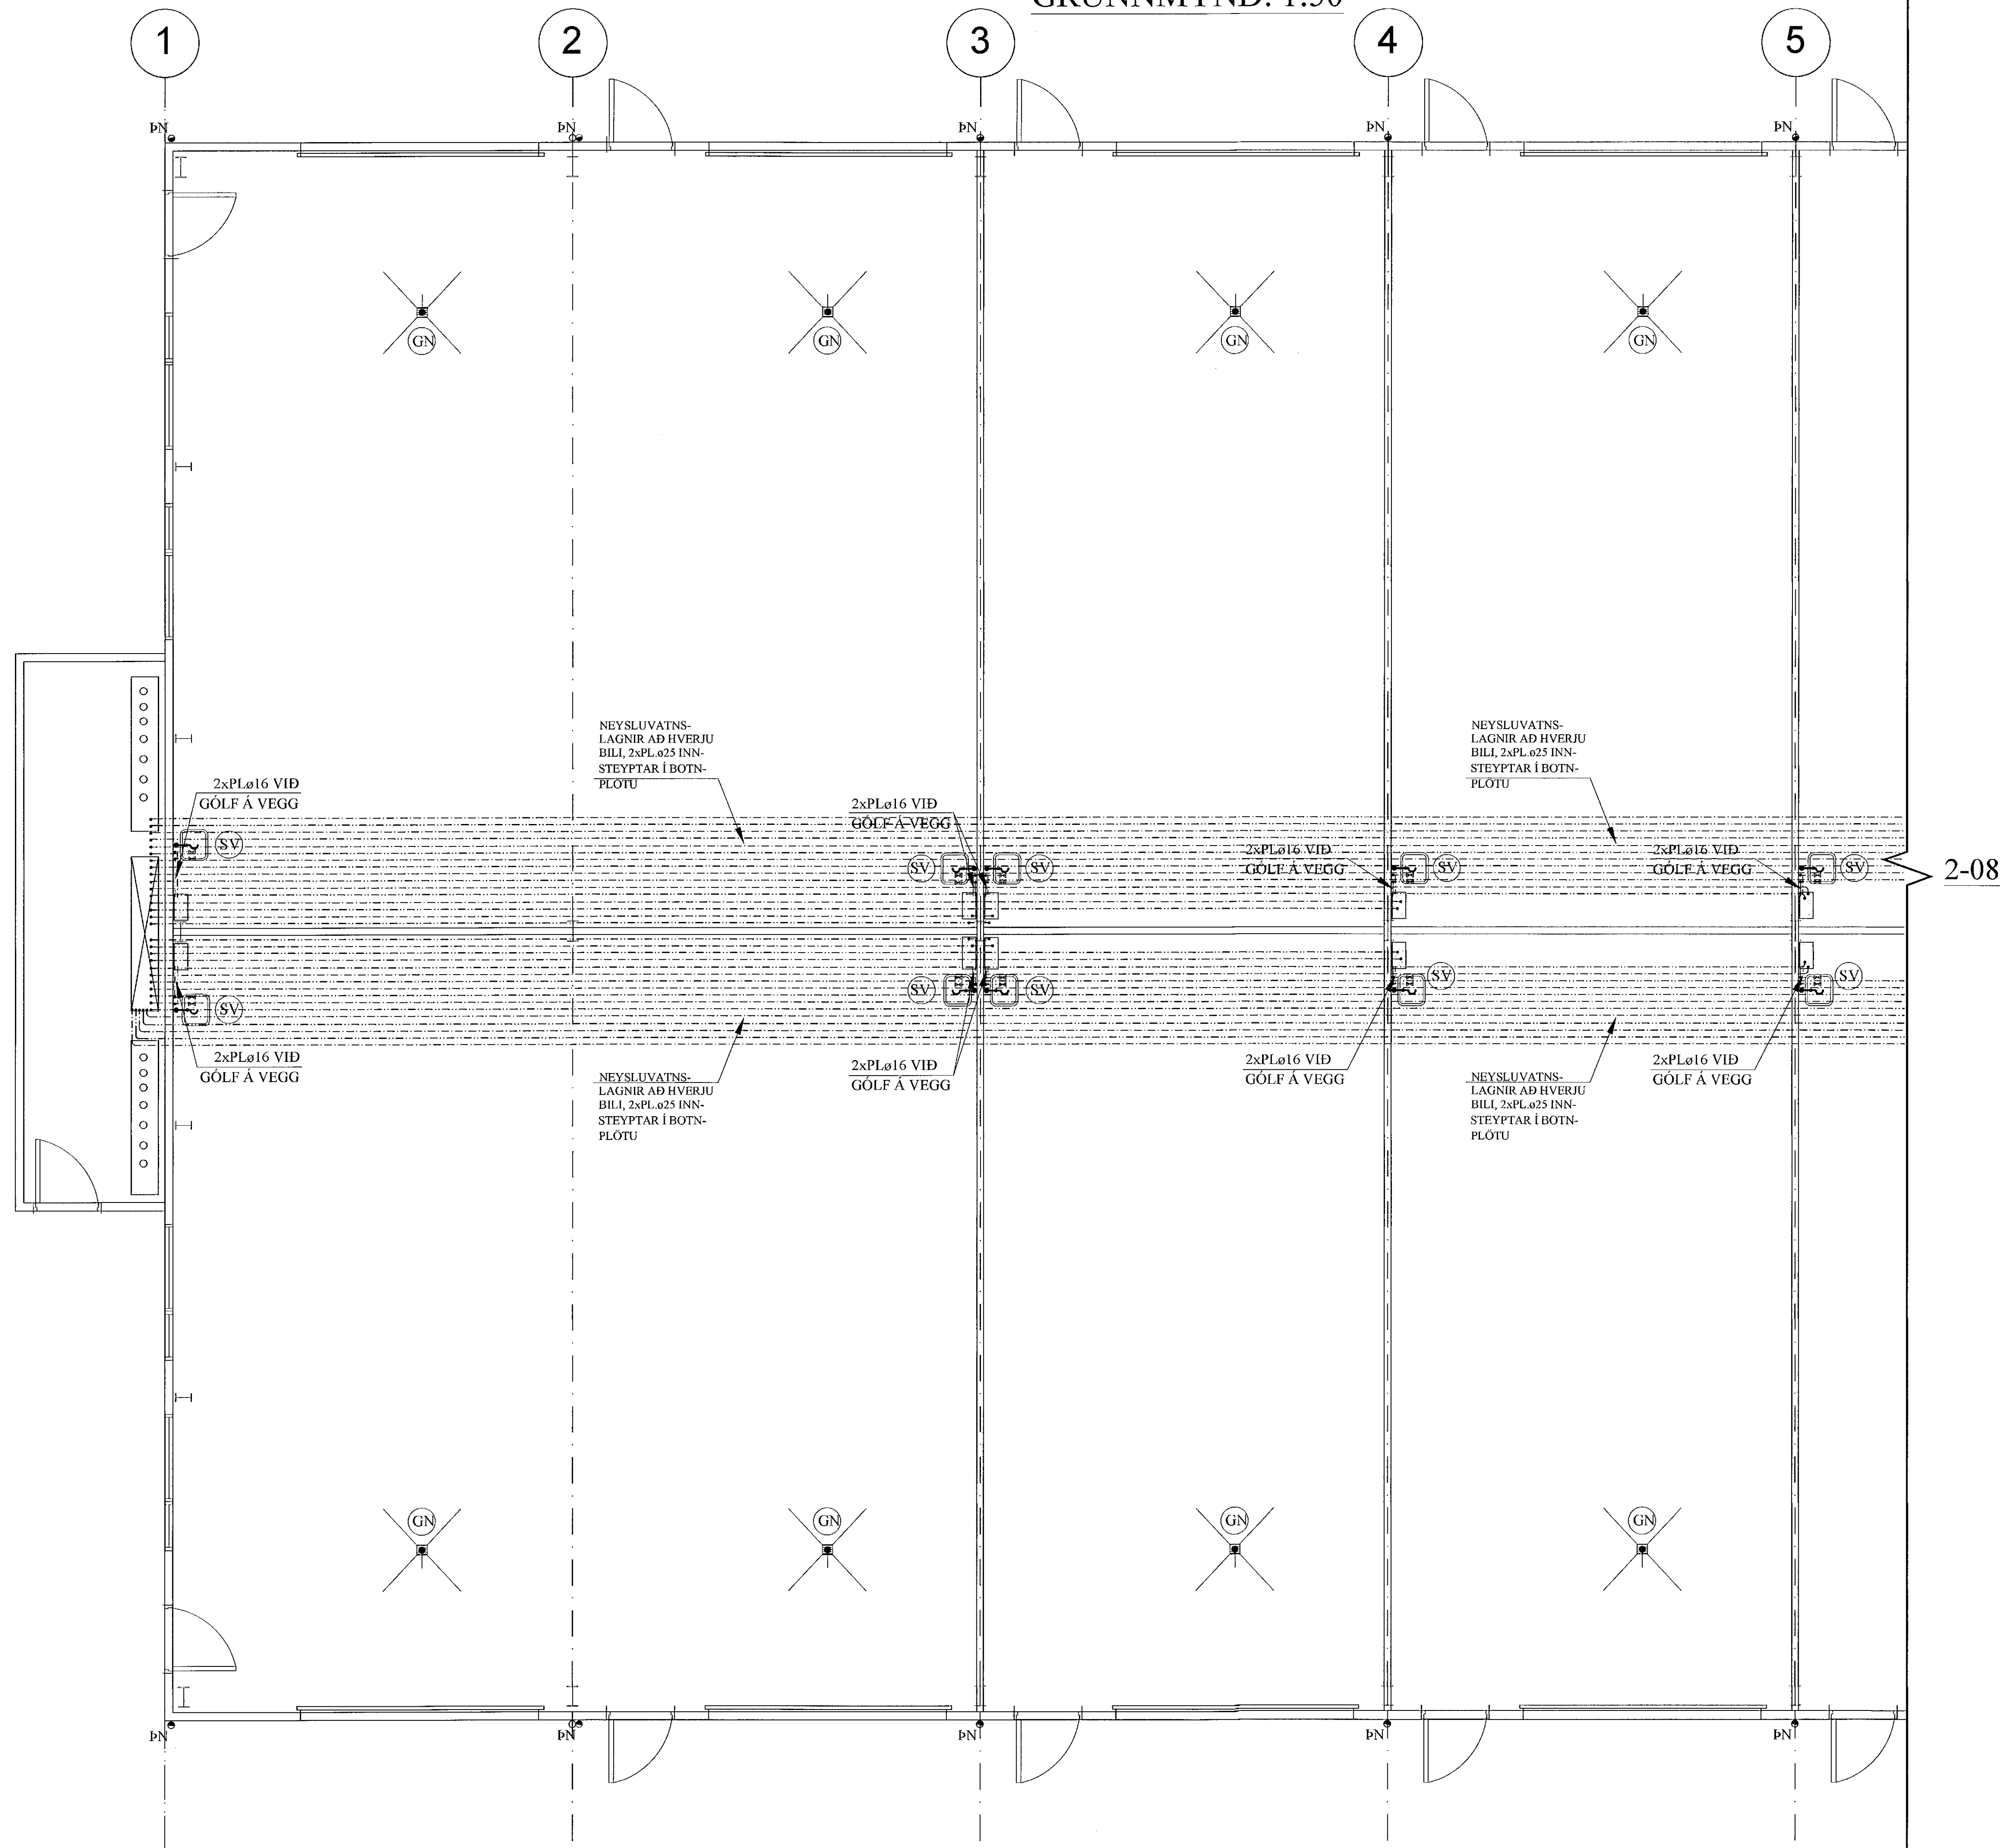 GRUNNMYND: 1:50
1
2
3
4
5
ÞN
ÞN
ÞN
ÞN
ÞN
GN
GN
GN
GN
NEYSLUVATNS-
LAGNIR AÐ HVERJU
BILI, 2xPL.ø25 INN-
STEYPTAR Í BOTN-
PLÖTU
NEYSLUVATNS-
LAGNIR AÐ HVERJU
BILI, 2xPL.ø25 INN-
STEYPTAR Í BOTN-
PLÖTU
2xPLø16 VIÐ
GÓLF Á VEGG
2xPLø16 VIÐ
GÓLF Á VEGG
2xPLø16 VIÐ
GÓLF Á VEGG
2xPLø16 VIÐ
GÓLF Á VEGG
SV
SV
SV
SV
SV
2-08
SV
SV
SV
SV
SV
2xPLø16 VIÐ
GÓLF Á VEGG
2xPLø16 VIÐ
GÓLF Á VEGG
2xPLø16 VIÐ
GÓLF Á VEGG
2xPLø16 VIÐ
GÓLF Á VEGG
NEYSLUVATNS-
LAGNIR AÐ HVERJU
BILI, 2xPL.ø25 INN-
STEYPTAR Í BOTN-
PLÖTU
NEYSLUVATNS-
LAGNIR AÐ HVERJU
BILI, 2xPL.ø25 INN-
STEYPTAR Í BOTN-
PLÖTU
GN
GN
GN
GN
ÞN
ÞN
ÞN
ÞN
ÞN